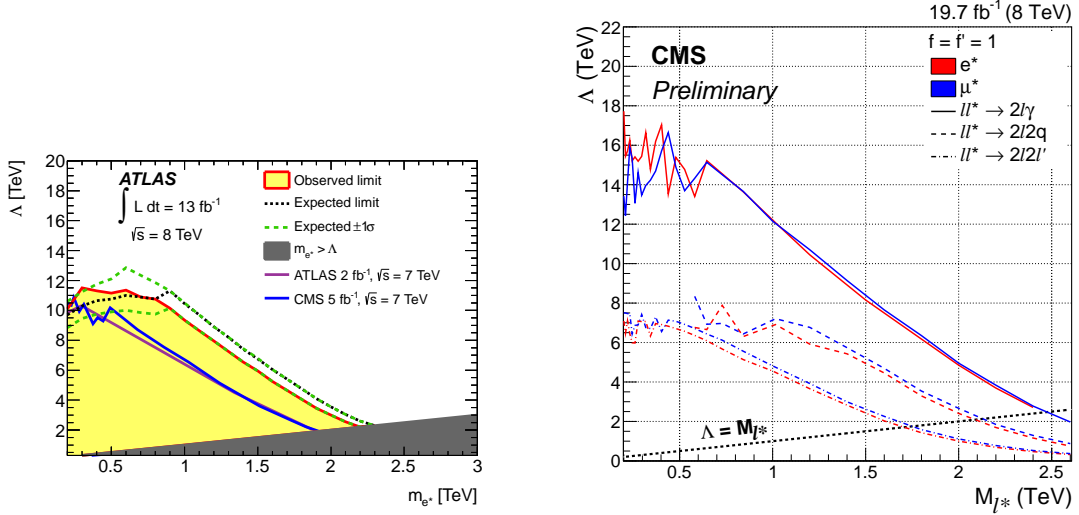 ATLAS
∫ L dt = 13 fb⁻¹
√s = 8 TeV
Observed limit
Expected limit
Expected ±1σ
m_e* > Λ
ATLAS 2 fb⁻¹, √s = 7 TeV
CMS 5 fb⁻¹, √s = 7 TeV
Λ [TeV]
20
18
16
14
12
10
8
6
4
2
0.5 1 1.5 2 2.5 3
m_e* [TeV]
19.7 fb⁻¹ (8 TeV)
CMS
Preliminary
f = f' = 1
e*
μ*
ll* → 2lγ
ll* → 2l2q
ll* → 2l2l'
Λ (TeV)
22
20
18
16
14
12
10
8
6
4
2
0
Λ = M_l*
0.5 1 1.5 2 2.5
M_l* (TeV)